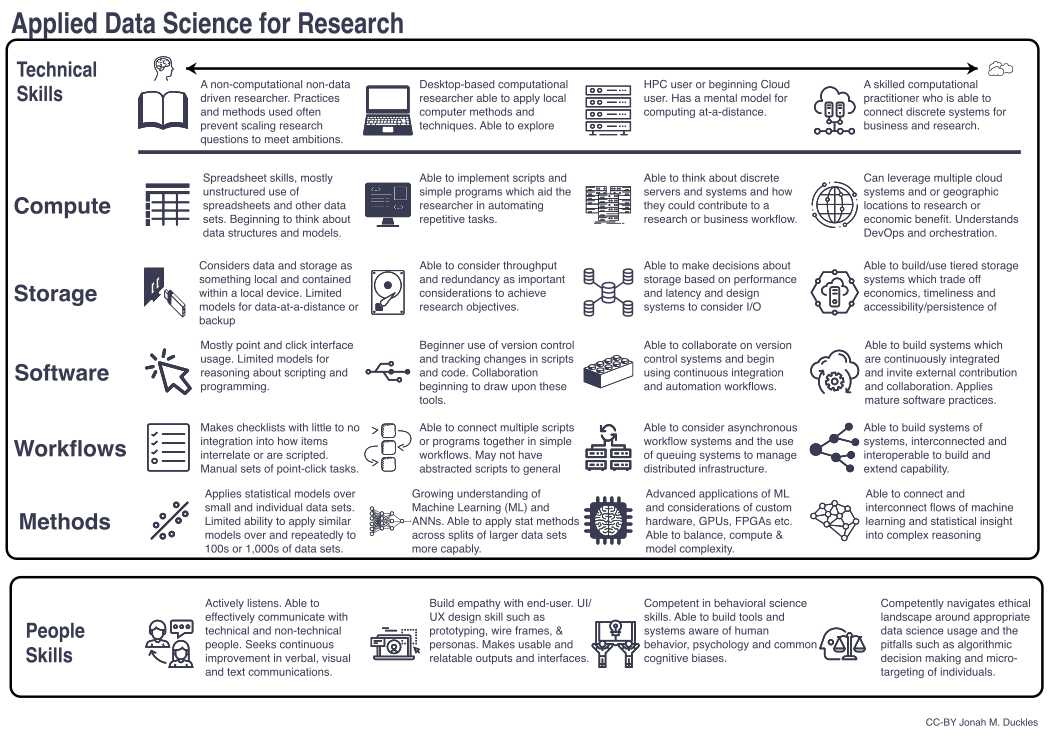 Applied Data Science for Research
Technical
Skills
A non-computational non-data
driven researcher. Practices
and methods used often
prevent scaling research
questions to meet ambitions.
Desktop-based computational
researcher able to apply local
computer methods and
techniques. Able to explore
HPC user or beginning Cloud
user. Has a mental model for
computing at-a-distance.
A skilled computational
practitioner who is able to
connect discrete systems for
business and research.
Compute
Spreadsheet skills, mostly
unstructured use of
spreadsheets and other data
sets. Beginning to think about
data structures and models.
Able to implement scripts and
simple programs which aid the
researcher in automating
repetitive tasks.
Able to think about discrete
servers and systems and how
they could contribute to a
research or business workflow.
Can leverage multiple cloud
systems and or geographic
locations to research or
economic benefit. Understands
DevOps and orchestration.
Storage
Considers data and storage as
something local and contained
within a local device. Limited
models for data-at-a-distance or
backup
Able to consider throughput
and redundancy as important
considerations to achieve
research objectives.
Able to make decisions about
storage based on performance
and latency and design
systems to consider I/O
Able to build/use tiered storage
systems which trade off
economics, timeliness and
accessibility/persistence of
Software
Mostly point and click interface
usage. Limited models for
reasoning about scripting and
programming.
Beginner use of version control
and tracking changes in scripts
and code. Collaboration
beginning to draw upon these
tools.
Able to collaborate on version
control systems and begin
using continuous integration
and automation workflows.
Able to build systems which
are continuously integrated
and invite external contribution
and collaboration. Applies
mature software practices.
Workflows
Makes checklists with little to no
integration into how items
interrelate or are scripted.
Manual sets of point-click tasks.
Able to connect multiple scripts
or programs together in simple
workflows. May not have
abstracted scripts to general
Able to consider asynchronous
workflow systems and the use
of queuing systems to manage
distributed infrastructure.
Able to build systems of
systems, interconnected and
interoperable to build and
extend capability.
Methods
Applies statistical models over
small and individual data sets.
Limited ability to apply similar
models over and repeatedly to
100s or 1,000s of data sets.
Growing understanding of
Machine Learning (ML) and
ANNs. Able to apply stat methods
across splits of larger data sets
more capably.
Advanced applications of ML
and considerations of custom
hardware, GPUs, FPGAs etc.
Able to balance, compute &
model complexity.
Able to connect and
interconnect flows of machine
learning and statistical insight
into complex reasoning
People
Skills
Actively listens. Able to
effectively communicate with
technical and non-technical
people. Seeks continuous
improvement in verbal, visual
and text communications.
Build empathy with end-user. UI/
UX design skill such as
prototyping, wire frames, &
personas. Makes usable and
relatable outputs and interfaces.
Competent in behavioral science
skills. Able to build tools and
systems aware of human
behavior, psychology and common
cognitive biases.
Competently navigates ethical
landscape around appropriate
data science usage and the
pitfalls such as algorithmic
decision making and micro-
targeting of individuals.
CC-BY Jonah M. Duckles